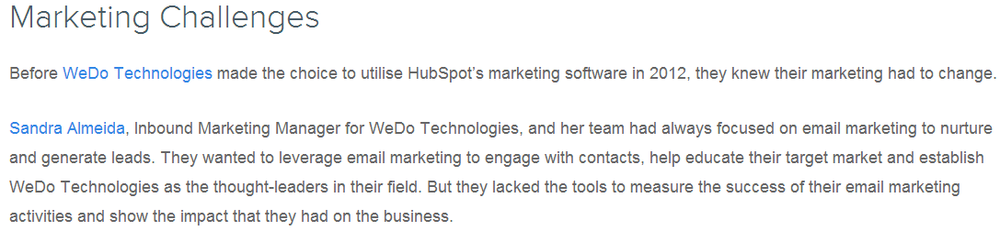 Marketing Challenges
Before WeDo Technologies made the choice to utilise HubSpot's marketing software in 2012, they knew their marketing had to change.
Sandra Almeida, Inbound Marketing Manager for WeDo Technologies, and her team had always focused on email marketing to nurture
and generate leads. They wanted to leverage email marketing to engage with contacts, help educate their target market and establish
WeDo Technologies as the thought-leaders in their field. But they lacked the tools to measure the success of their email marketing
activities and show the impact that they had on the business.